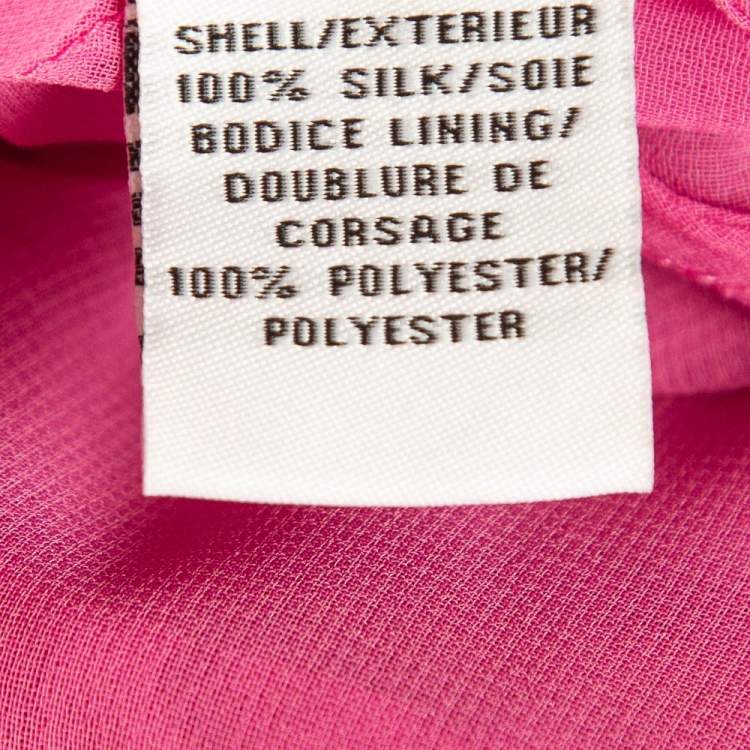 SHELL/EXTERIEUR
100% SILK/SOIE
BODICE LINING/
DOUBLURE DE
CORSAGE
100% POLYESTER/
POLYESTER